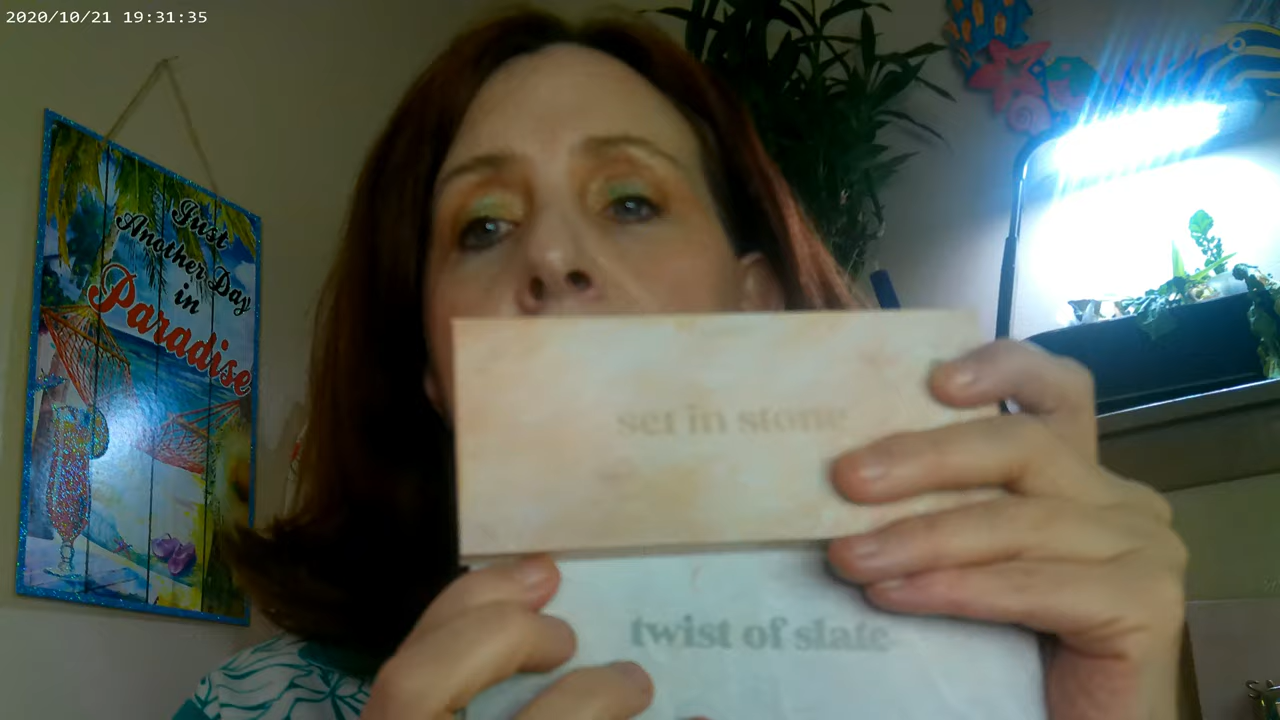 2020/10/21 19:31:35
Just
Another Day
in
Paradise
set in stone
twist of slate